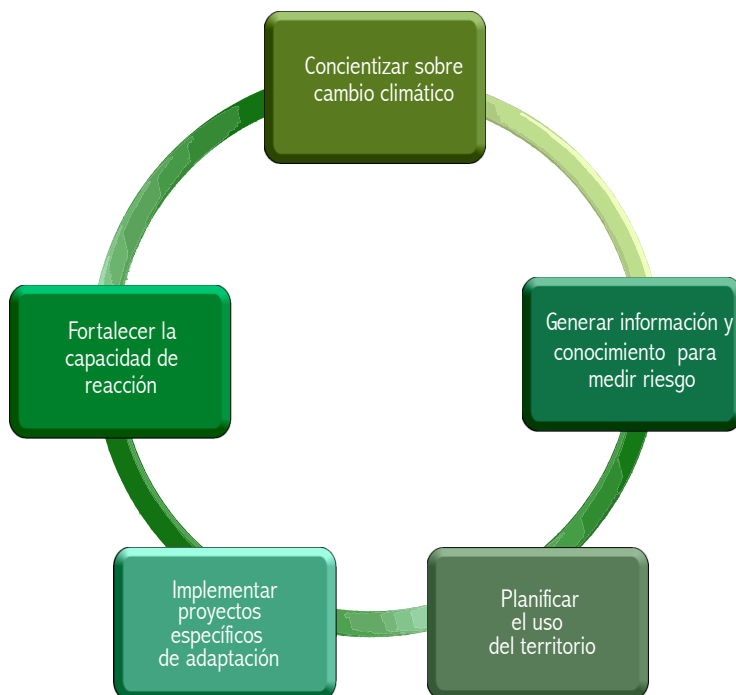 Concientizar sobre
cambio climático
Generar información y
conocimiento para
medir riesgo
Planificar
el uso
del territorio
Implementar
proyectos
específicos
de adaptación
Fortalecer la
capacidad de
reacción